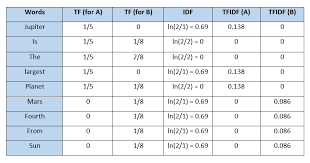 Words TF (for A) TF (for B) IDF TFIDF (A) TFIDF (B)
Jupiter 1/5 0 ln(2/1) = 0.69 0.138 0
Is 1/5 1/8 ln(2/2) = 0 0 0
The 1/5 2/8 ln(2/2) = 0 0 0
largest 1/5 0 ln(2/1) = 0.69 0.138 0
Planet 1/5 1/8 ln(2/2) = 0 0 0
Mars 0 1/8 ln(2/1) = 0.69 0 0.086
Fourth 0 1/8 ln(2/1) = 0.69 0 0.086
From 0 1/8 ln(2/1) = 0.69 0 0.086
Sun 0 1/8 ln(2/1) = 0.69 0 0.086